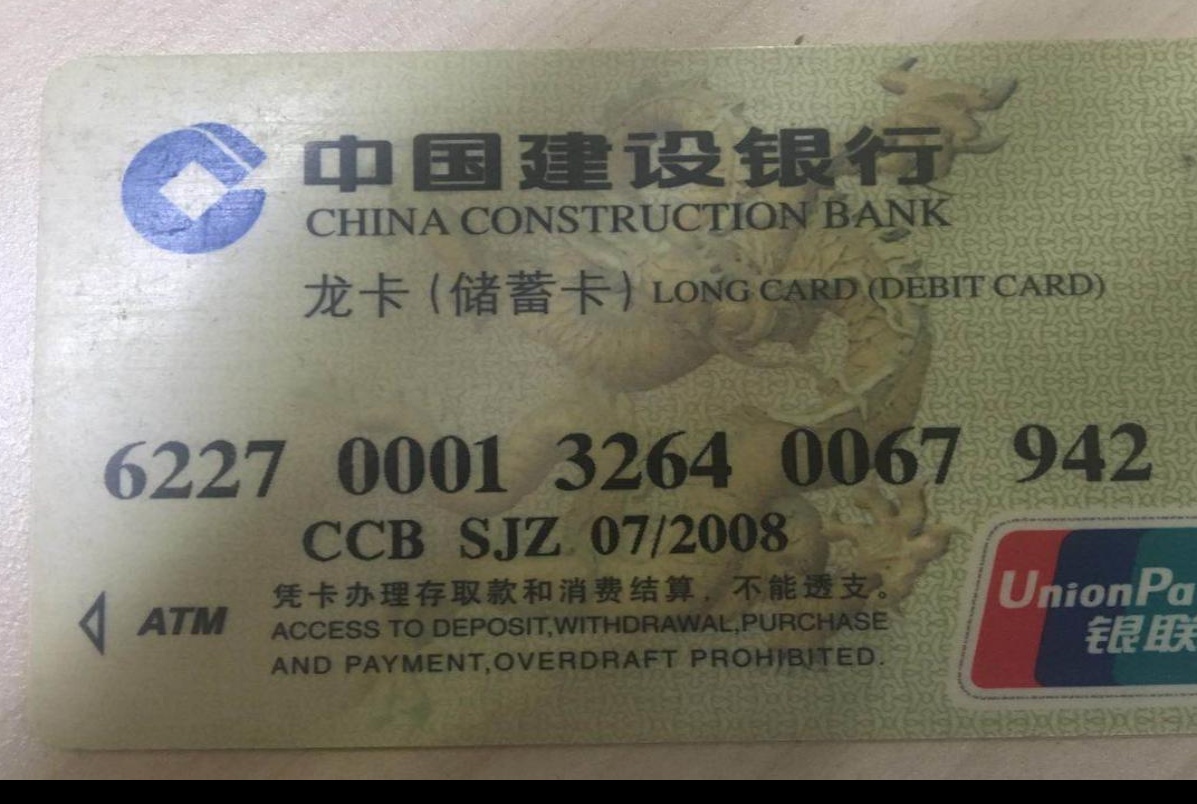 中国建设银行
CHINA CONSTRUCTION BANK
龙卡(储蓄卡) LONG CARD (DEBIT CARD)
6227 0001 3264 0067 942
CCB SJZ 07/2008
凭卡办理存取款和消费结算，不能透支。
ATM ACCESS TO DEPOSIT,WITHDRAWAL,PURCHASE
AND PAYMENT,OVERDRAFT PROHIBITED.
UnionPa
银联